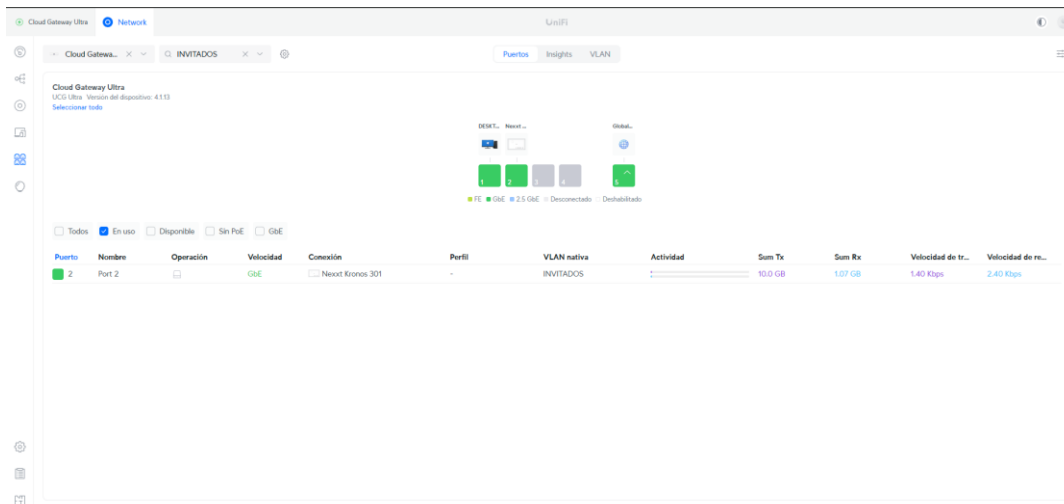 Cloud Gateway Ultra
Network
UniFi
Cloud Gatewa...
INVITADOS
Puertos
Insights
VLAN
Cloud Gateway Ultra
UCG Ultra Versión del dispositivo: 4.1.13
Seleccionar todo
DESKT... Nexxt ... Global...
1 2 3 4 5
FE GbE 2.5 GbE Desconectado Deshabilitado
Todos En uso Disponible Sin PoE GbE
Puerto Nombre Operación Velocidad Conexión Perfil VLAN nativa Actividad Sum Tx Sum Rx Velocidad de tr... Velocidad de re...
2 Port 2 GbE Nexxt Kronos 301 - INVITADOS 10.0 GB 1.07 GB 1.40 Kbps 2.40 Kbps